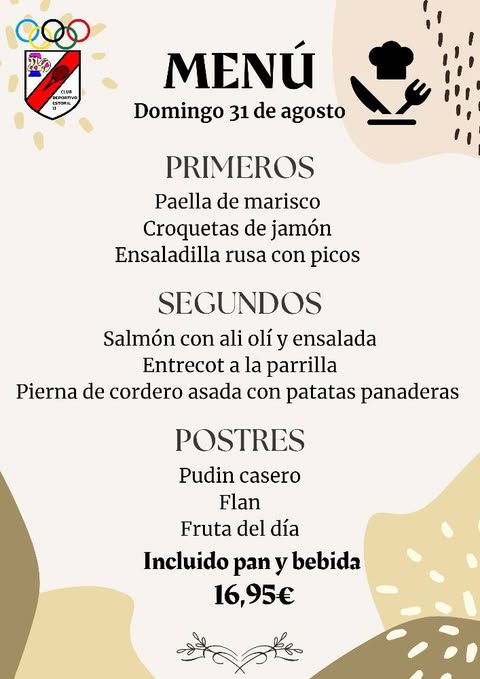 CLUB
DEPORTIVO
ESTORIL
II
MENÚ
Domingo 31 de agosto
PRIMEROS
Paella de marisco
Croquetas de jamón
Ensaladilla rusa con picos
SEGUNDOS
Salmón con ali olí y ensalada
Entrecot a la parrilla
Pierna de cordero asada con patatas panaderas
POSTRES
Pudin casero
Flan
Fruta del día
Incluido pan y bebida
16,95€